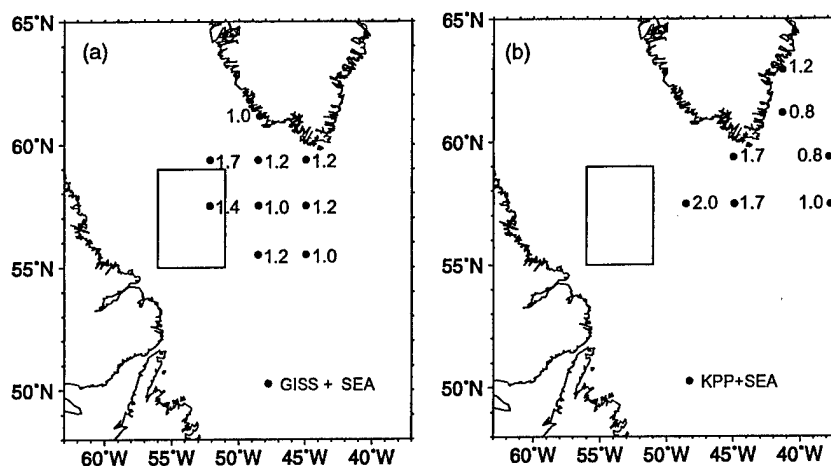 65°N
(a)
1.0
60°N
1.7 1.2 1.2
1.4 1.0 1.2
1.2 1.0
55°N
50°N
GISS + SEA
60°W 55°W 50°W 45°W 40°W
65°N
(b)
1.2
0.8
60°N
1.7 0.8
2.0 1.7 1.0
55°N
50°N
KPP+SEA
60°W 55°W 50°W 45°W 40°W